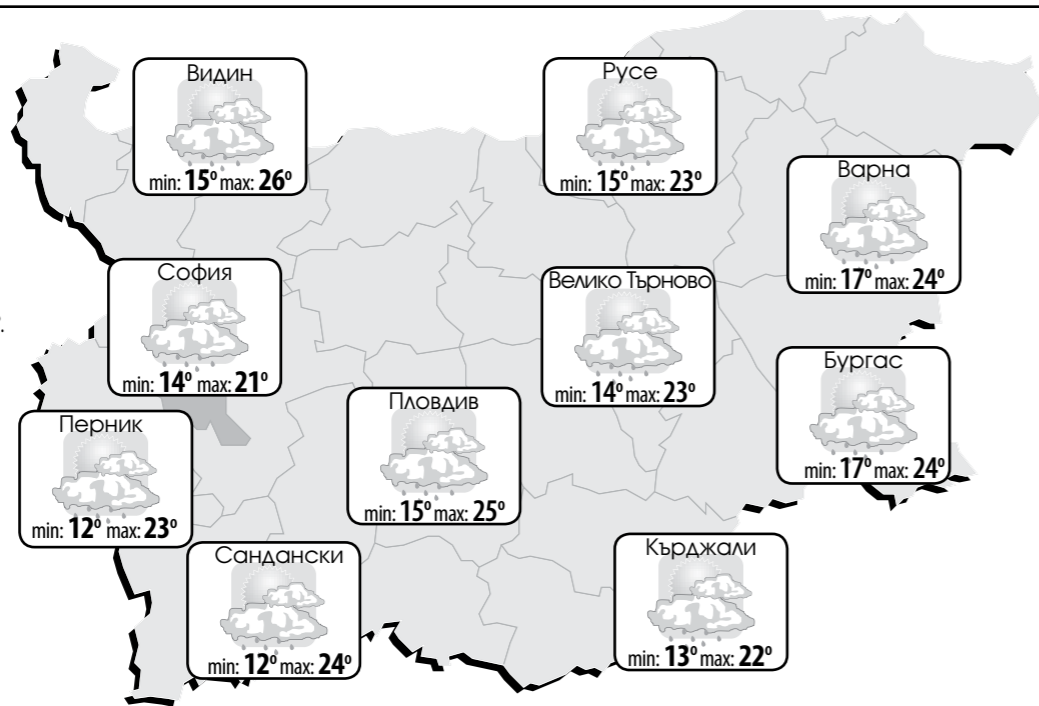 Видин
min: 15° max: 26°
Русе
min: 15° max: 23°
Варна
min: 17° max: 24°
София
min: 14° max: 21°
Велико Търново
min: 14° max: 23°
Бургас
min: 17° max: 24°
Пловдив
min: 15° max: 25°
Перник
min: 12° max: 23°
Сандански
min: 12° max: 24°
Кърджали
min: 13° max: 22°